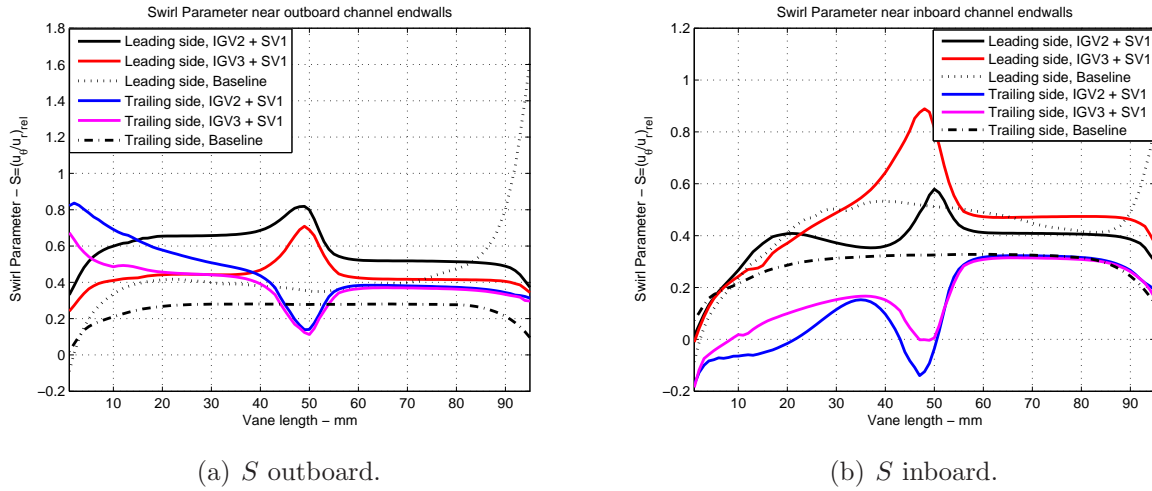 Swirl Parameter near outboard channel endwalls
Swirl Parameter − S=(u_θ/u_r)_rel
1.8
1.6
1.4
1.2
1
0.8
0.6
0.4
0.2
0
−0.2
Leading side, IGV2 + SV1
Leading side, IGV3 + SV1
Leading side, Baseline
Trailing side, IGV2 + SV1
Trailing side, IGV3 + SV1
Trailing side, Baseline
10 20 30 40 50 60 70 80 90
Vane length − mm
(a) S outboard.
Swirl Parameter near inboard channel endwalls
Swirl Parameter − S=(u_θ/u_r)_rel
1.2
1
0.8
0.6
0.4
0.2
0
−0.2
Leading side, IGV2 + SV1
Leading side, IGV3 + SV1
Leading side, Baseline
Trailing side, IGV2 + SV1
Trailing side, IGV3 + SV1
Trailing side, Baseline
10 20 30 40 50 60 70 80 90
Vane length − mm
(b) S inboard.